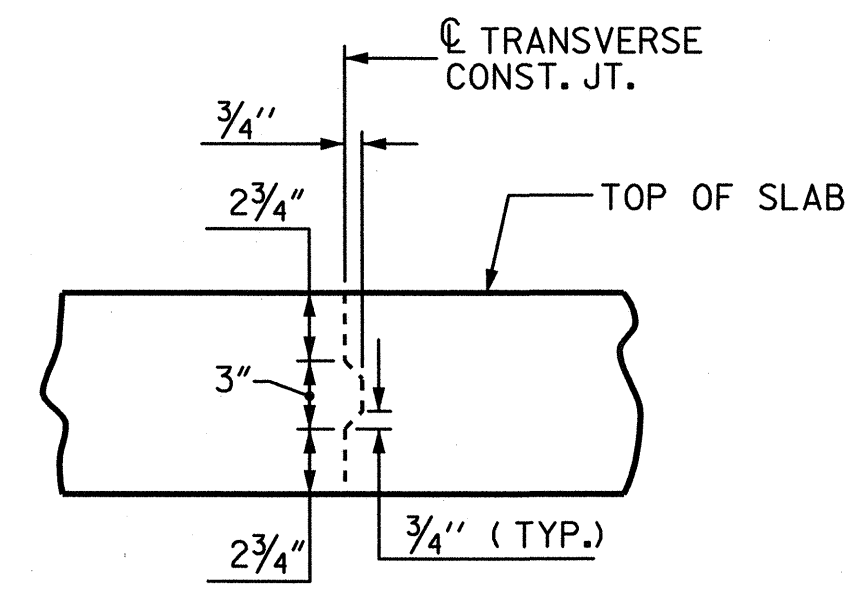 ℄ TRANSVERSE
CONST. JT.
3/4"
2 3/4"
TOP OF SLAB
3"
3/4" (TYP.)
2 3/4"